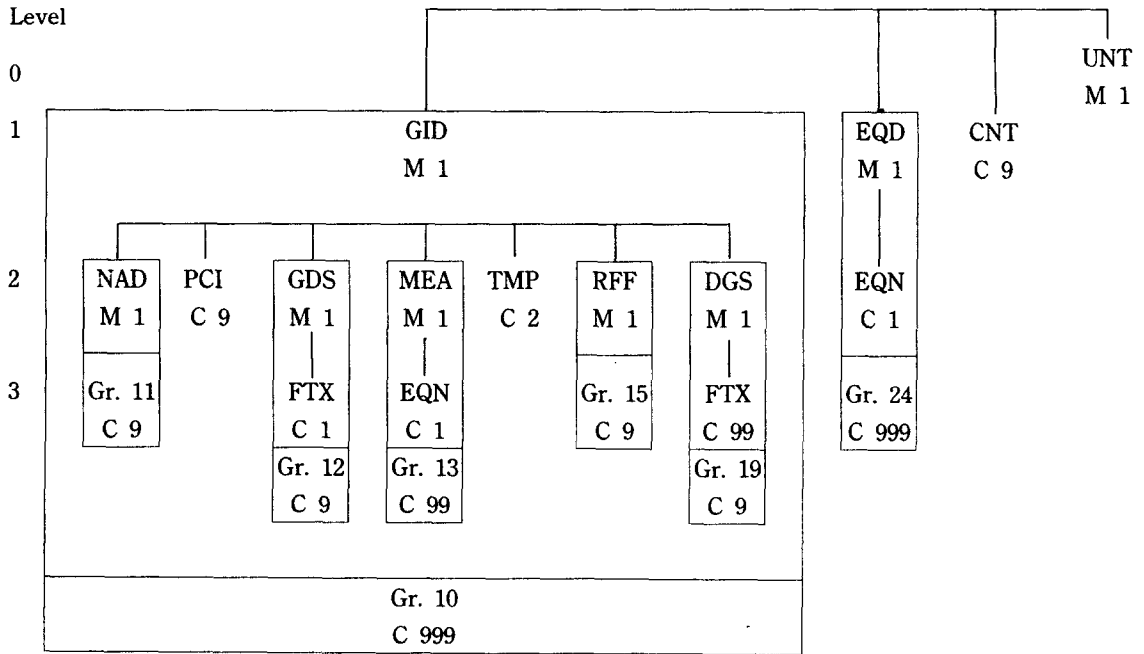 Level
0
UNT
M 1
1
GID
M 1
EQD
M 1
CNT
C 9
2
NAD
M 1
PCI
C 9
GDS
M 1
MEA
M 1
TMP
C 2
RFF
M 1
DGS
M 1
EQN
C 1
3
Gr. 11
C 9
FTX
C 1
EQN
C 1
Gr. 15
C 9
FTX
C 99
Gr. 24
C 999
Gr. 12
C 9
Gr. 13
C 99
Gr. 19
C 9
Gr. 10
C 999